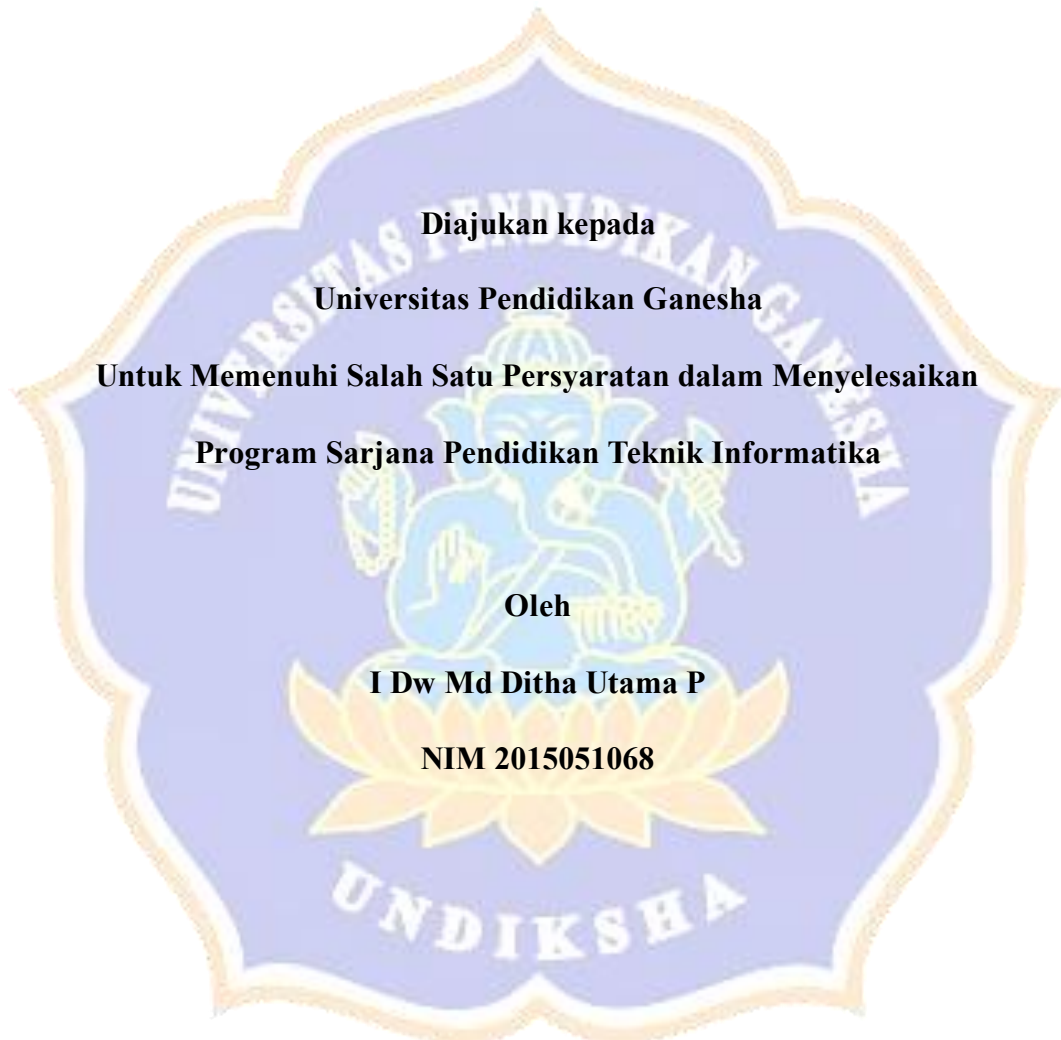 UNIVERSITAS PENDIDIKAN GANESHA
Diajukan kepada
Universitas Pendidikan Ganesha
Untuk Memenuhi Salah Satu Persyaratan dalam Menyelesaikan
Program Sarjana Pendidikan Teknik Informatika
Oleh
I Dw Md Ditha Utama P
NIM 2015051068
UNDIKSHA